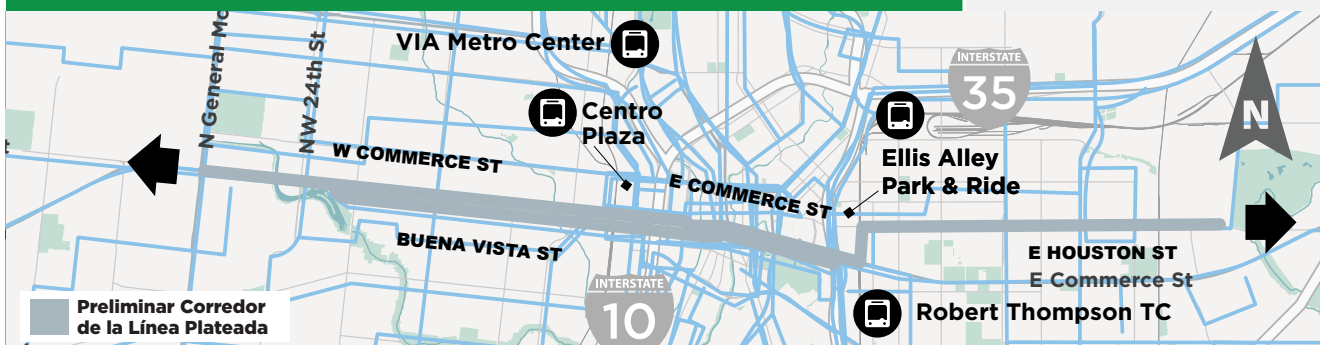 N General Mc
NW 24th St
VIA Metro Center
INTERSTATE
35
Centro
Plaza
N
W COMMERCE ST
E COMMERCE ST
Ellis Alley
Park & Ride
BUENA VISTA ST
E HOUSTON ST
E Commerce St
INTERSTATE
10
Robert Thompson TC
Preliminar Corredor
de la Línea Plateada